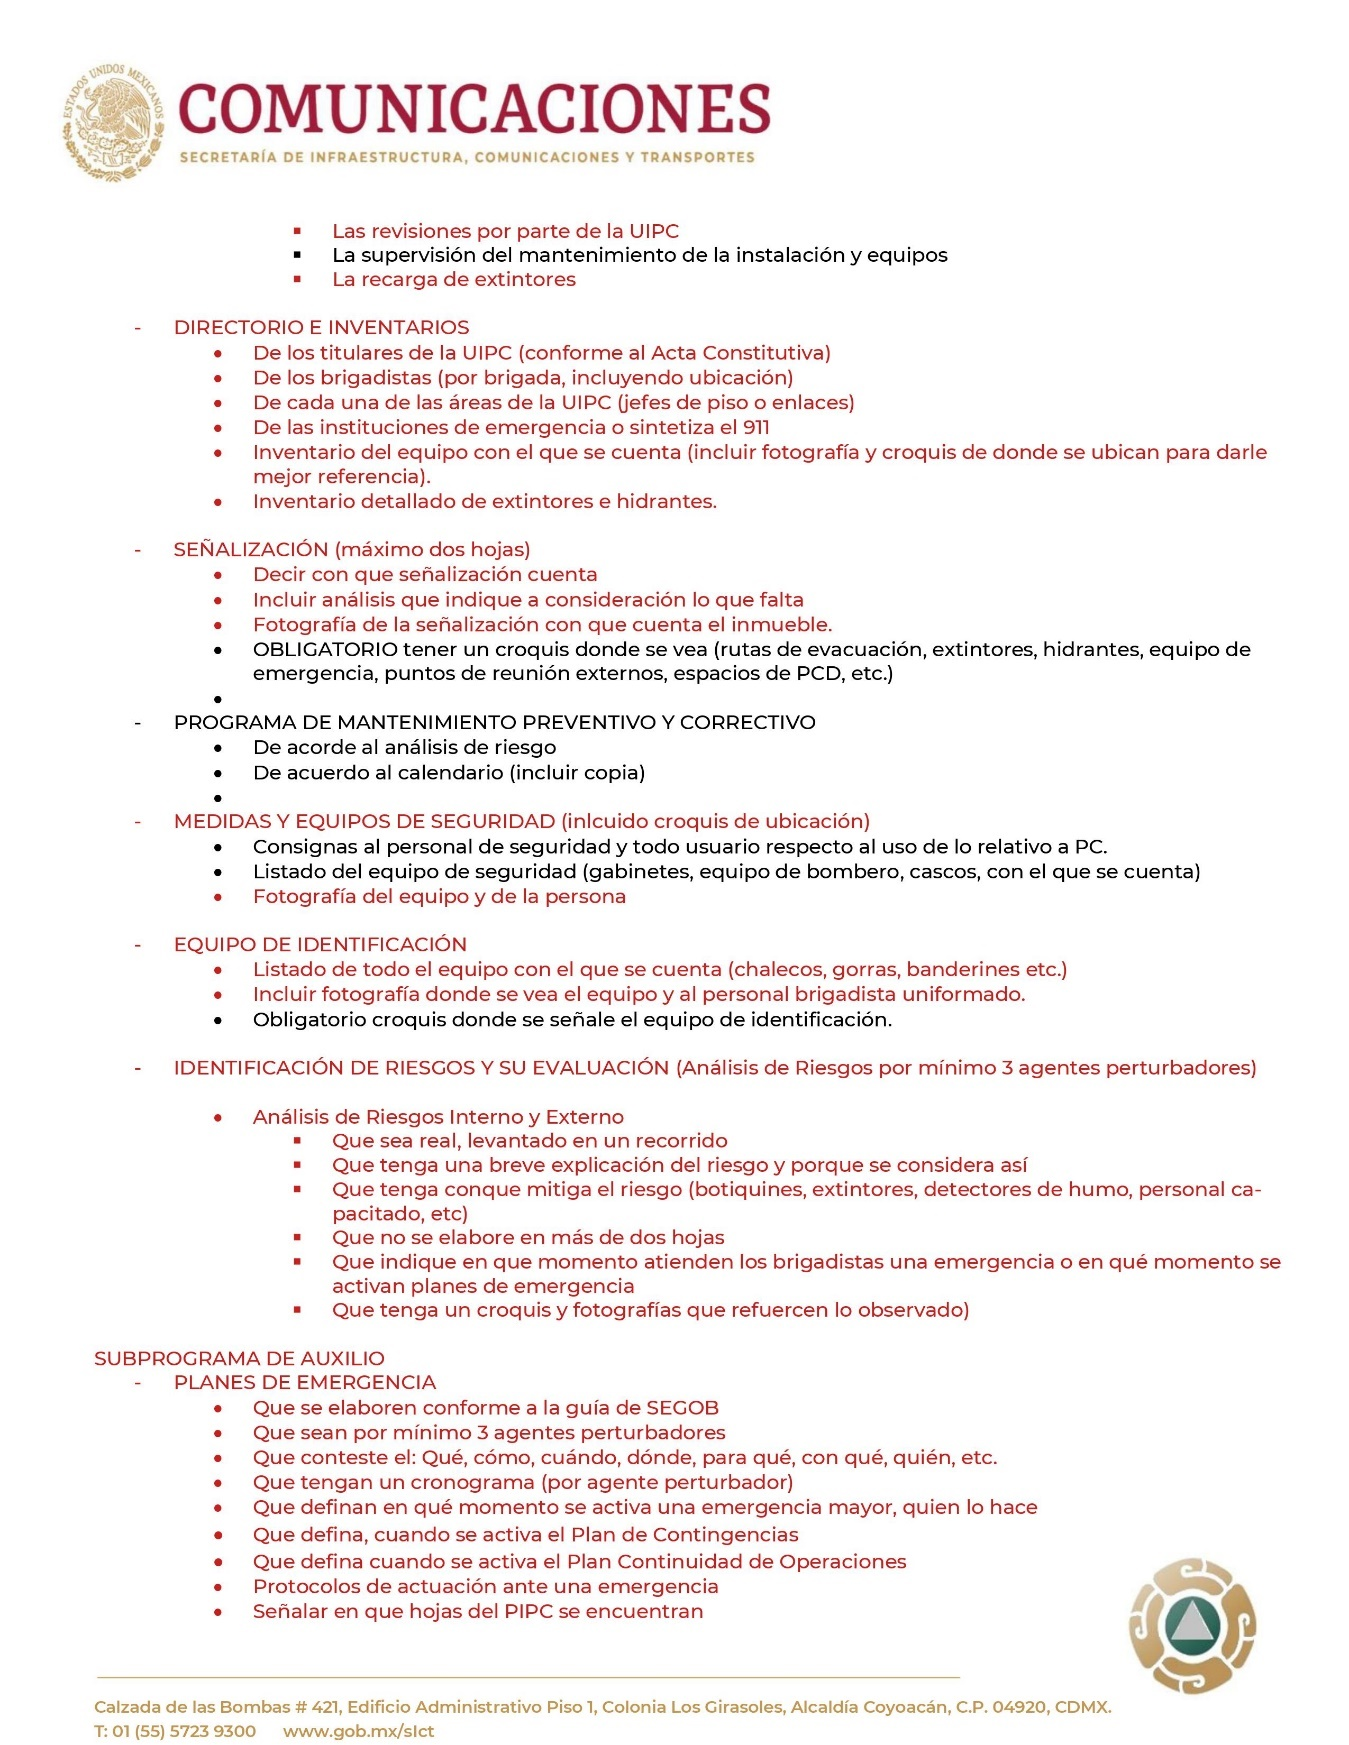 ESTADOS UNIDOS MEXICANOS
COMUNICACIONES
SECRETARÍA DE INFRAESTRUCTURA, COMUNICACIONES Y TRANSPORTES
▪ Las revisiones por parte de la UIPC
▪ La supervisión del mantenimiento de la instalación y equipos
▪ La recarga de extintores
- DIRECTORIO E INVENTARIOS
• De los titulares de la UIPC (conforme al Acta Constitutiva)
• De los brigadistas (por brigada, incluyendo ubicación)
• De cada una de las áreas de la UIPC (jefes de piso o enlaces)
• De las instituciones de emergencia o sintetiza el 911
• Inventario del equipo con el que se cuenta (incluir fotografía y croquis de donde se ubican para darle
mejor referencia).
• Inventario detallado de extintores e hidrantes.
- SEÑALIZACIÓN (máximo dos hojas)
• Decir con que señalización cuenta
• Incluir análisis que indique a consideración lo que falta
• Fotografía de la señalización con que cuenta el inmueble.
• OBLIGATORIO tener un croquis donde se vea (rutas de evacuación, extintores, hidrantes, equipo de
emergencia, puntos de reunión externos, espacios de PCD, etc.)
•
- PROGRAMA DE MANTENIMIENTO PREVENTIVO Y CORRECTIVO
• De acorde al análisis de riesgo
• De acuerdo al calendario (incluir copia)
•
- MEDIDAS Y EQUIPOS DE SEGURIDAD (inlcuido croquis de ubicación)
• Consignas al personal de seguridad y todo usuario respecto al uso de lo relativo a PC.
• Listado del equipo de seguridad (gabinetes, equipo de bombero, cascos, con el que se cuenta)
• Fotografía del equipo y de la persona
- EQUIPO DE IDENTIFICACIÓN
• Listado de todo el equipo con el que se cuenta (chalecos, gorras, banderines etc.)
• Incluir fotografía donde se vea el equipo y al personal brigadista uniformado.
• Obligatorio croquis donde se señale el equipo de identificación.
- IDENTIFICACIÓN DE RIESGOS Y SU EVALUACIÓN (Análisis de Riesgos por mínimo 3 agentes perturbadores)
• Análisis de Riesgos Interno y Externo
▪ Que sea real, levantado en un recorrido
▪ Que tenga una breve explicación del riesgo y porque se considera así
▪ Que tenga conque mitiga el riesgo (botiquines, extintores, detectores de humo, personal ca-
pacitado, etc)
▪ Que no se elabore en más de dos hojas
▪ Que indique en que momento atienden los brigadistas una emergencia o en qué momento se
activan planes de emergencia
▪ Que tenga un croquis y fotografías que refuercen lo observado)
SUBPROGRAMA DE AUXILIO
- PLANES DE EMERGENCIA
• Que se elaboren conforme a la guía de SEGOB
• Que sean por mínimo 3 agentes perturbadores
• Que conteste el: Qué, cómo, cuándo, dónde, para qué, con qué, quién, etc.
• Que tengan un cronograma (por agente perturbador)
• Que definan en qué momento se activa una emergencia mayor, quien lo hace
• Que defina, cuando se activa el Plan de Contingencias
• Que defina cuando se activa el Plan Continuidad de Operaciones
• Protocolos de actuación ante una emergencia
• Señalar en que hojas del PIPC se encuentran
Calzada de las Bombas # 421, Edificio Administrativo Piso 1, Colonia Los Girasoles, Alcaldía Coyoacán, C.P. 04920, CDMX.
T: 01 (55) 5723 9300 www.gob.mx/sIct